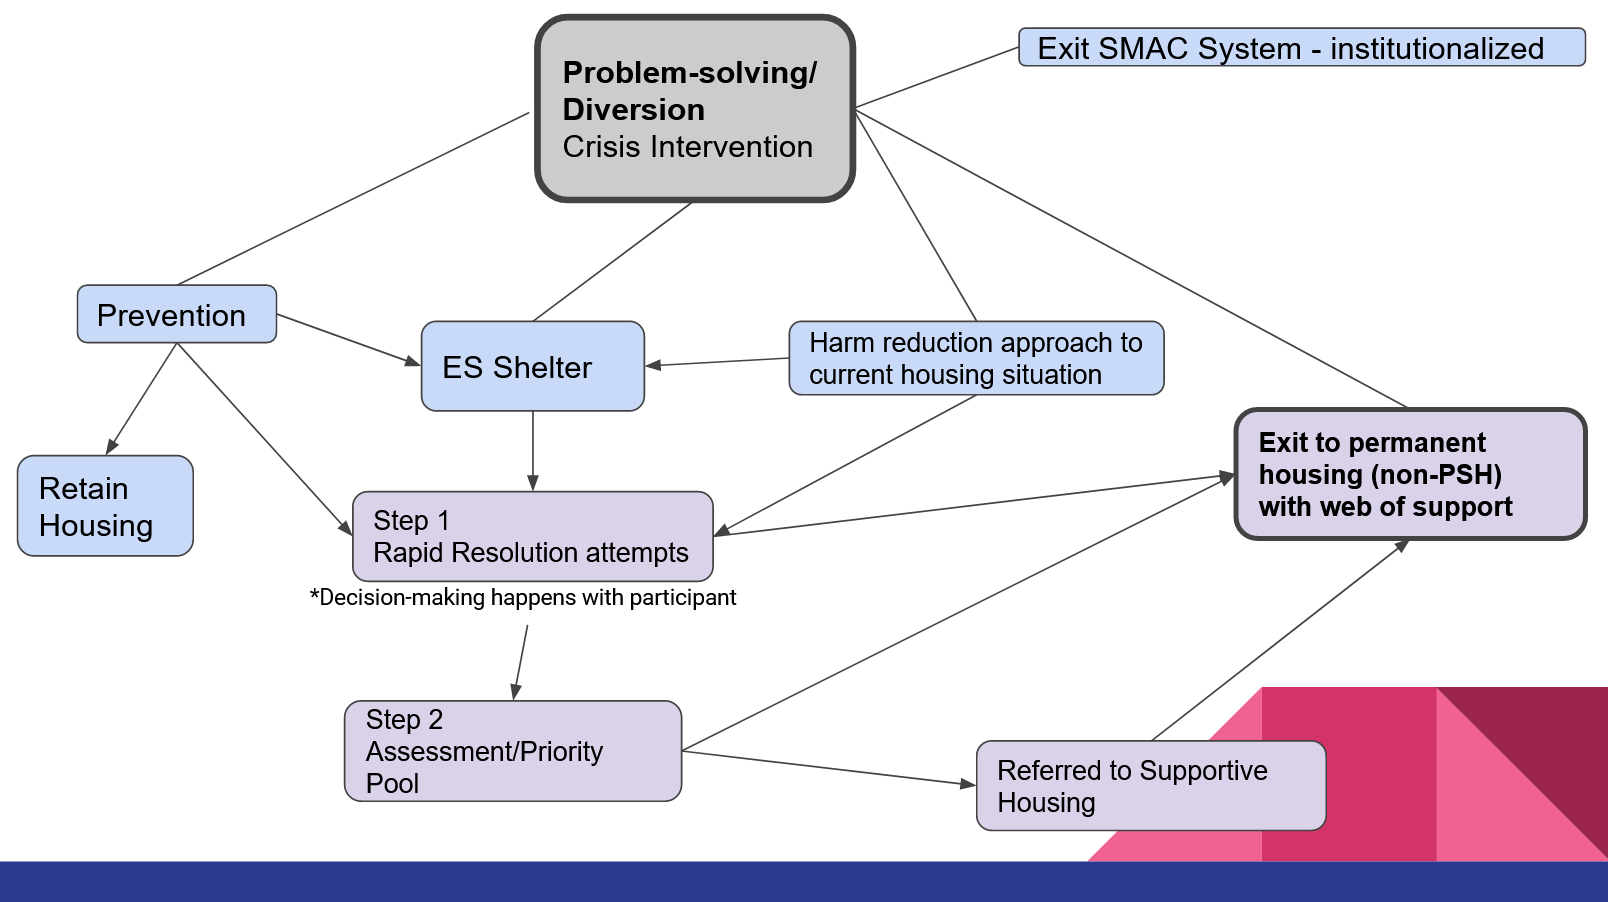 Problem-solving/
Diversion
Crisis Intervention
Exit SMAC System - institutionalized
Prevention
ES Shelter
Harm reduction approach to
current housing situation
Retain
Housing
Exit to permanent
housing (non-PSH)
with web of support
Step 1
Rapid Resolution attempts
*Decision-making happens with participant
Step 2
Assessment/Priority
Pool
Referred to Supportive
Housing